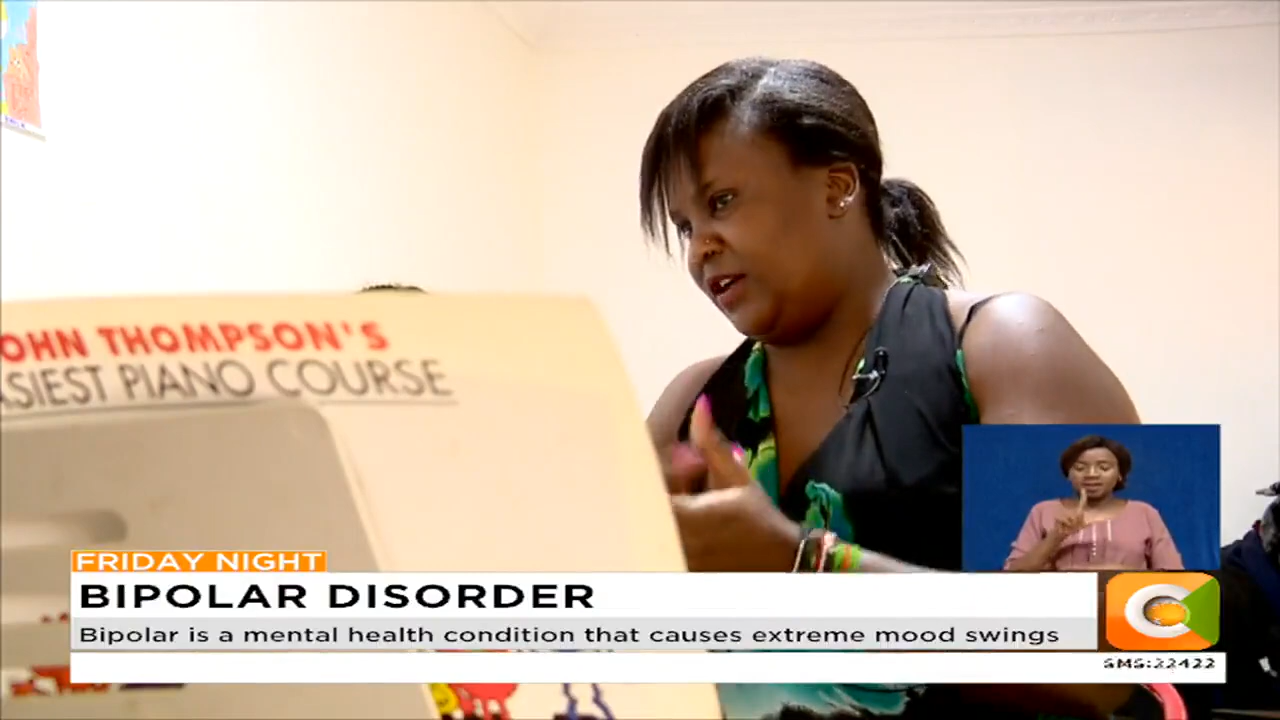 OHN THOMPSON'S
ASIEST PIANO COURSE
FRIDAY NIGHT
BIPOLAR DISORDER
Bipolar is a mental health condition that causes extreme mood swings
SMS:22422